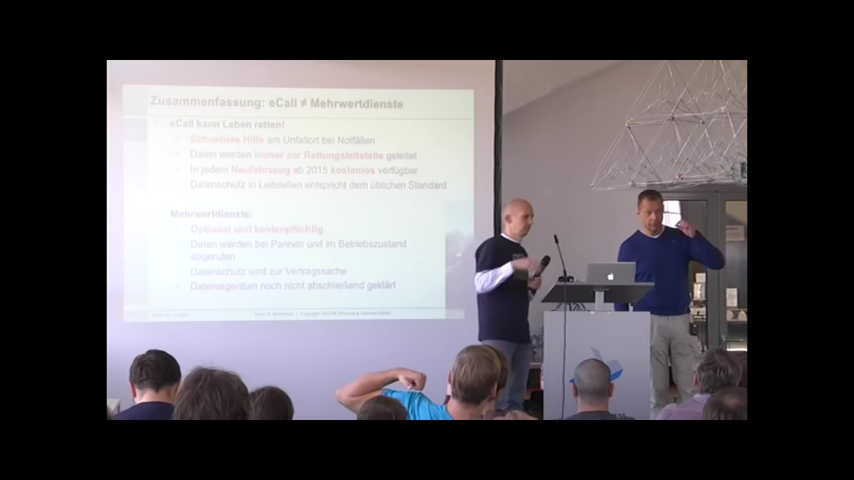 Zusammenfassung: eCall ≠ Mehrwertdienste
eCall kann Leben retten!
Schnellere Hilfe am Unfallort bei Notfällen
Daten werden immer zur Rettungsleitstelle geleitet
In jedem Neufahrzeug ab 2015 kostenlos verfügbar
Datenschutz in Leitstellen entspricht dem üblichen Standard
Mehrwertdienste:
Optional und kostenpflichtig
Daten werden bei Pannen und im Betriebszustand
abgerufen
Datenschutz wird zur Vertragssache
Dateneigentum noch nicht abschließend geklärt